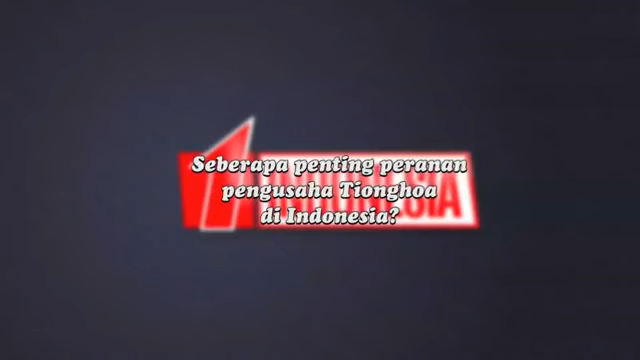 Seberapa penting peranan
pengusaha Tionghoa
di Indonesia?